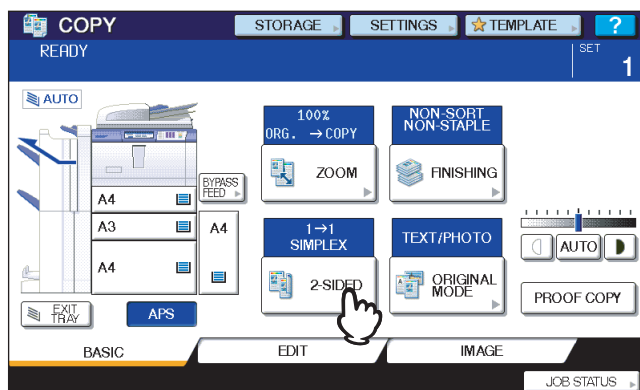 COPY
STORAGE
SETTINGS
TEMPLATE
?
READY
SET
1
AUTO
100%
ORG. →COPY
ZOOM
NON-SORT
NON-STAPLE
FINISHING
BYPASS
FEED
A4
A3
A4
A4
1→1
SIMPLEX
2-SIDED
TEXT/PHOTO
ORIGINAL
MODE
AUTO
PROOF COPY
EXIT
TRAY
APS
BASIC
EDIT
IMAGE
JOB STATUS